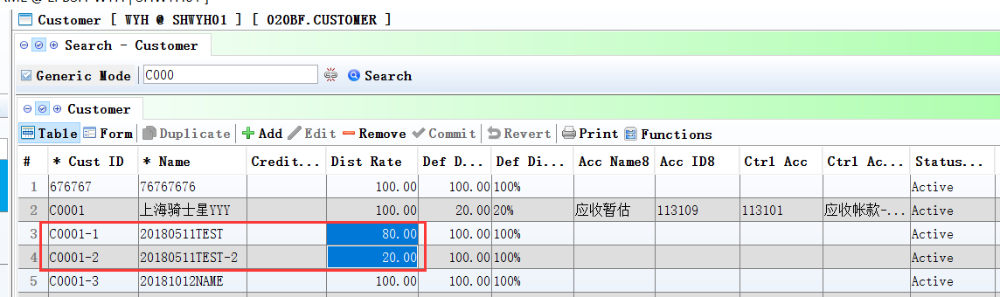 Customer [ WYH @ SHWYH01 ] [ 020BF.CUSTOMER ]
Search - Customer
Generic Mode C000 Search
Customer
Table Form Duplicate Add Edit Remove Commit Revert Print Functions
# * Cust ID * Name Credit... Dist Rate Def D... Def Di... Acc Name8 Acc ID8 Ctrl Acc Ctrl Ac... Status...
1 676767 76767676 100.00 100.00 100% Active
2 C0001 上海骑士星YYY 100.00 20.00 20% 应收暂估 113109 113101 应收帐款-... Active
3 C0001-1 20180511TEST 80.00 100.00 100% Active
4 C0001-2 20180511TEST-2 20.00 100.00 100% Active
5 C0001-3 20181012NAME 100.00 100.00 100% Active